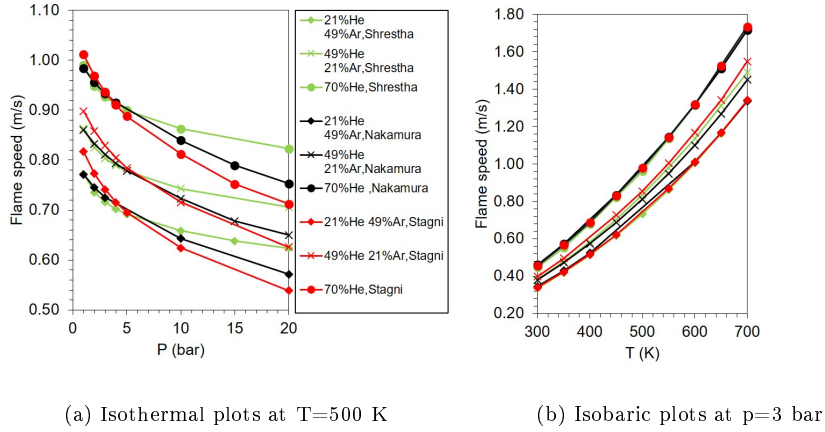 1.10
1.00
0.90
0.80
0.70
0.60
0.50
Flame speed (m/s)
0 5 10 15 20
P (bar)
21%He
49%Ar,Shrestha
49%He
21%Ar,Shrestha
70%He,Shrestha
21%He
49%Ar,Nakamura
49%He
21%Ar,Nakamura
70%He ,Nakamura
21%He 49%Ar,Stagni
49%He 21%Ar,Stagni
70%He,Stagni
1.80
1.60
1.40
1.20
1.00
0.80
0.60
0.40
0.20
Flame speed (m/s)
300 400 500 600 700
T (K)
(a) Isothermal plots at T=500 K
(b) Isobaric plots at p=3 bar